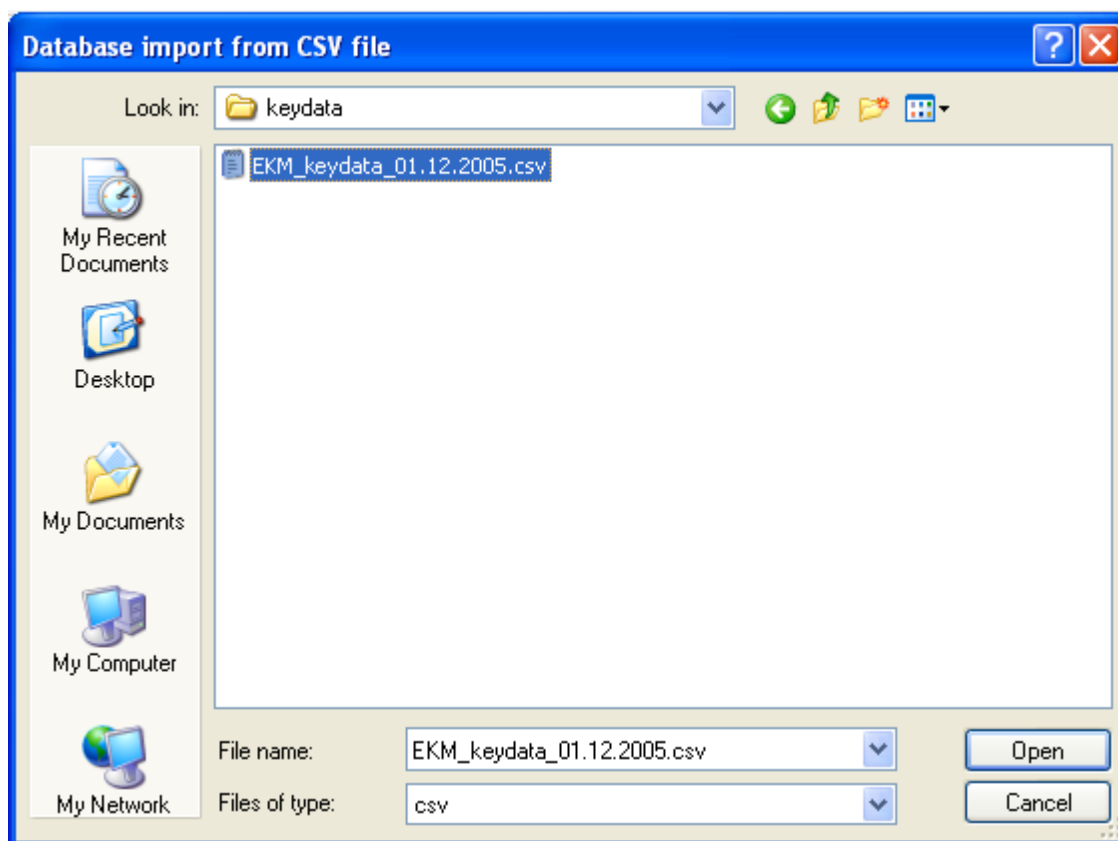 Database import from CSV file
Look in: keydata
EKM_keydata_01.12.2005.csv
My Recent
Documents
Desktop
My Documents
My Computer
My Network
File name: EKM_keydata_01.12.2005.csv Open
Files of type: csv Cancel